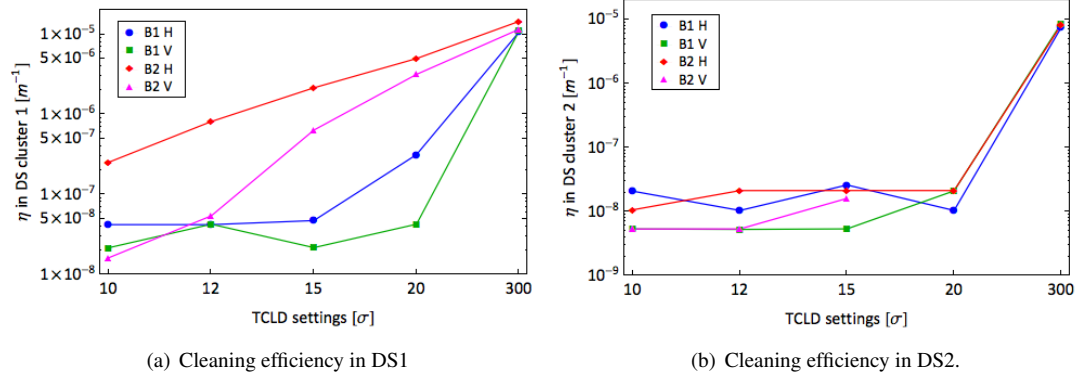 B1 H
B1 V
B2 H
B2 V
1×10⁻⁵
5×10⁻⁶
1×10⁻⁶
5×10⁻⁷
1×10⁻⁷
5×10⁻⁸
1×10⁻⁸
η in DS cluster 1 [m⁻¹]
10 12 15 20 300
TCLD settings [σ]
(a) Cleaning efficiency in DS1
B1 H
B1 V
B2 H
B2 V
10⁻⁵
10⁻⁶
10⁻⁷
10⁻⁸
10⁻⁹
η in DS cluster 2 [m⁻¹]
10 12 15 20 300
TCLD settings [σ]
(b) Cleaning efficiency in DS2.